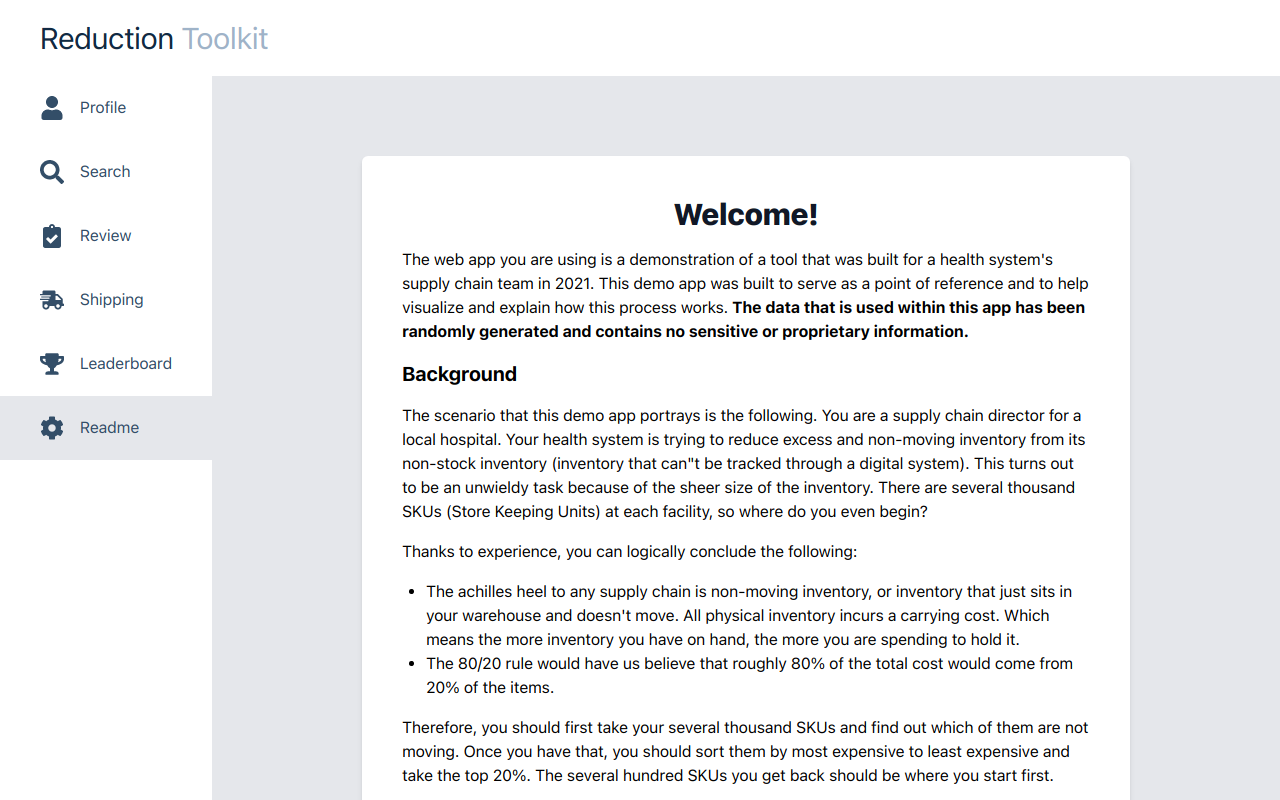 Reduction Toolkit
Profile
Search
Review
Shipping
Leaderboard
Readme
Welcome!
The web app you are using is a demonstration of a tool that was built for a health system's
supply chain team in 2021. This demo app was built to serve as a point of reference and to help
visualize and explain how this process works. The data that is used within this app has been
randomly generated and contains no sensitive or proprietary information.
Background
The scenario that this demo app portrays is the following. You are a supply chain director for a
local hospital. Your health system is trying to reduce excess and non-moving inventory from its
non-stock inventory (inventory that can"t be tracked through a digital system). This turns out
to be an unwieldy task because of the sheer size of the inventory. There are several thousand
SKUs (Store Keeping Units) at each facility, so where do you even begin?
Thanks to experience, you can logically conclude the following:
• The achilles heel to any supply chain is non-moving inventory, or inventory that just sits in
your warehouse and doesn't move. All physical inventory incurs a carrying cost. Which
means the more inventory you have on hand, the more you are spending to hold it.
• The 80/20 rule would have us believe that roughly 80% of the total cost would come from
20% of the items.
Therefore, you should first take your several thousand SKUs and find out which of them are not
moving. Once you have that, you should sort them by most expensive to least expensive and
take the top 20%. The several hundred SKUs you get back should be where you start first.